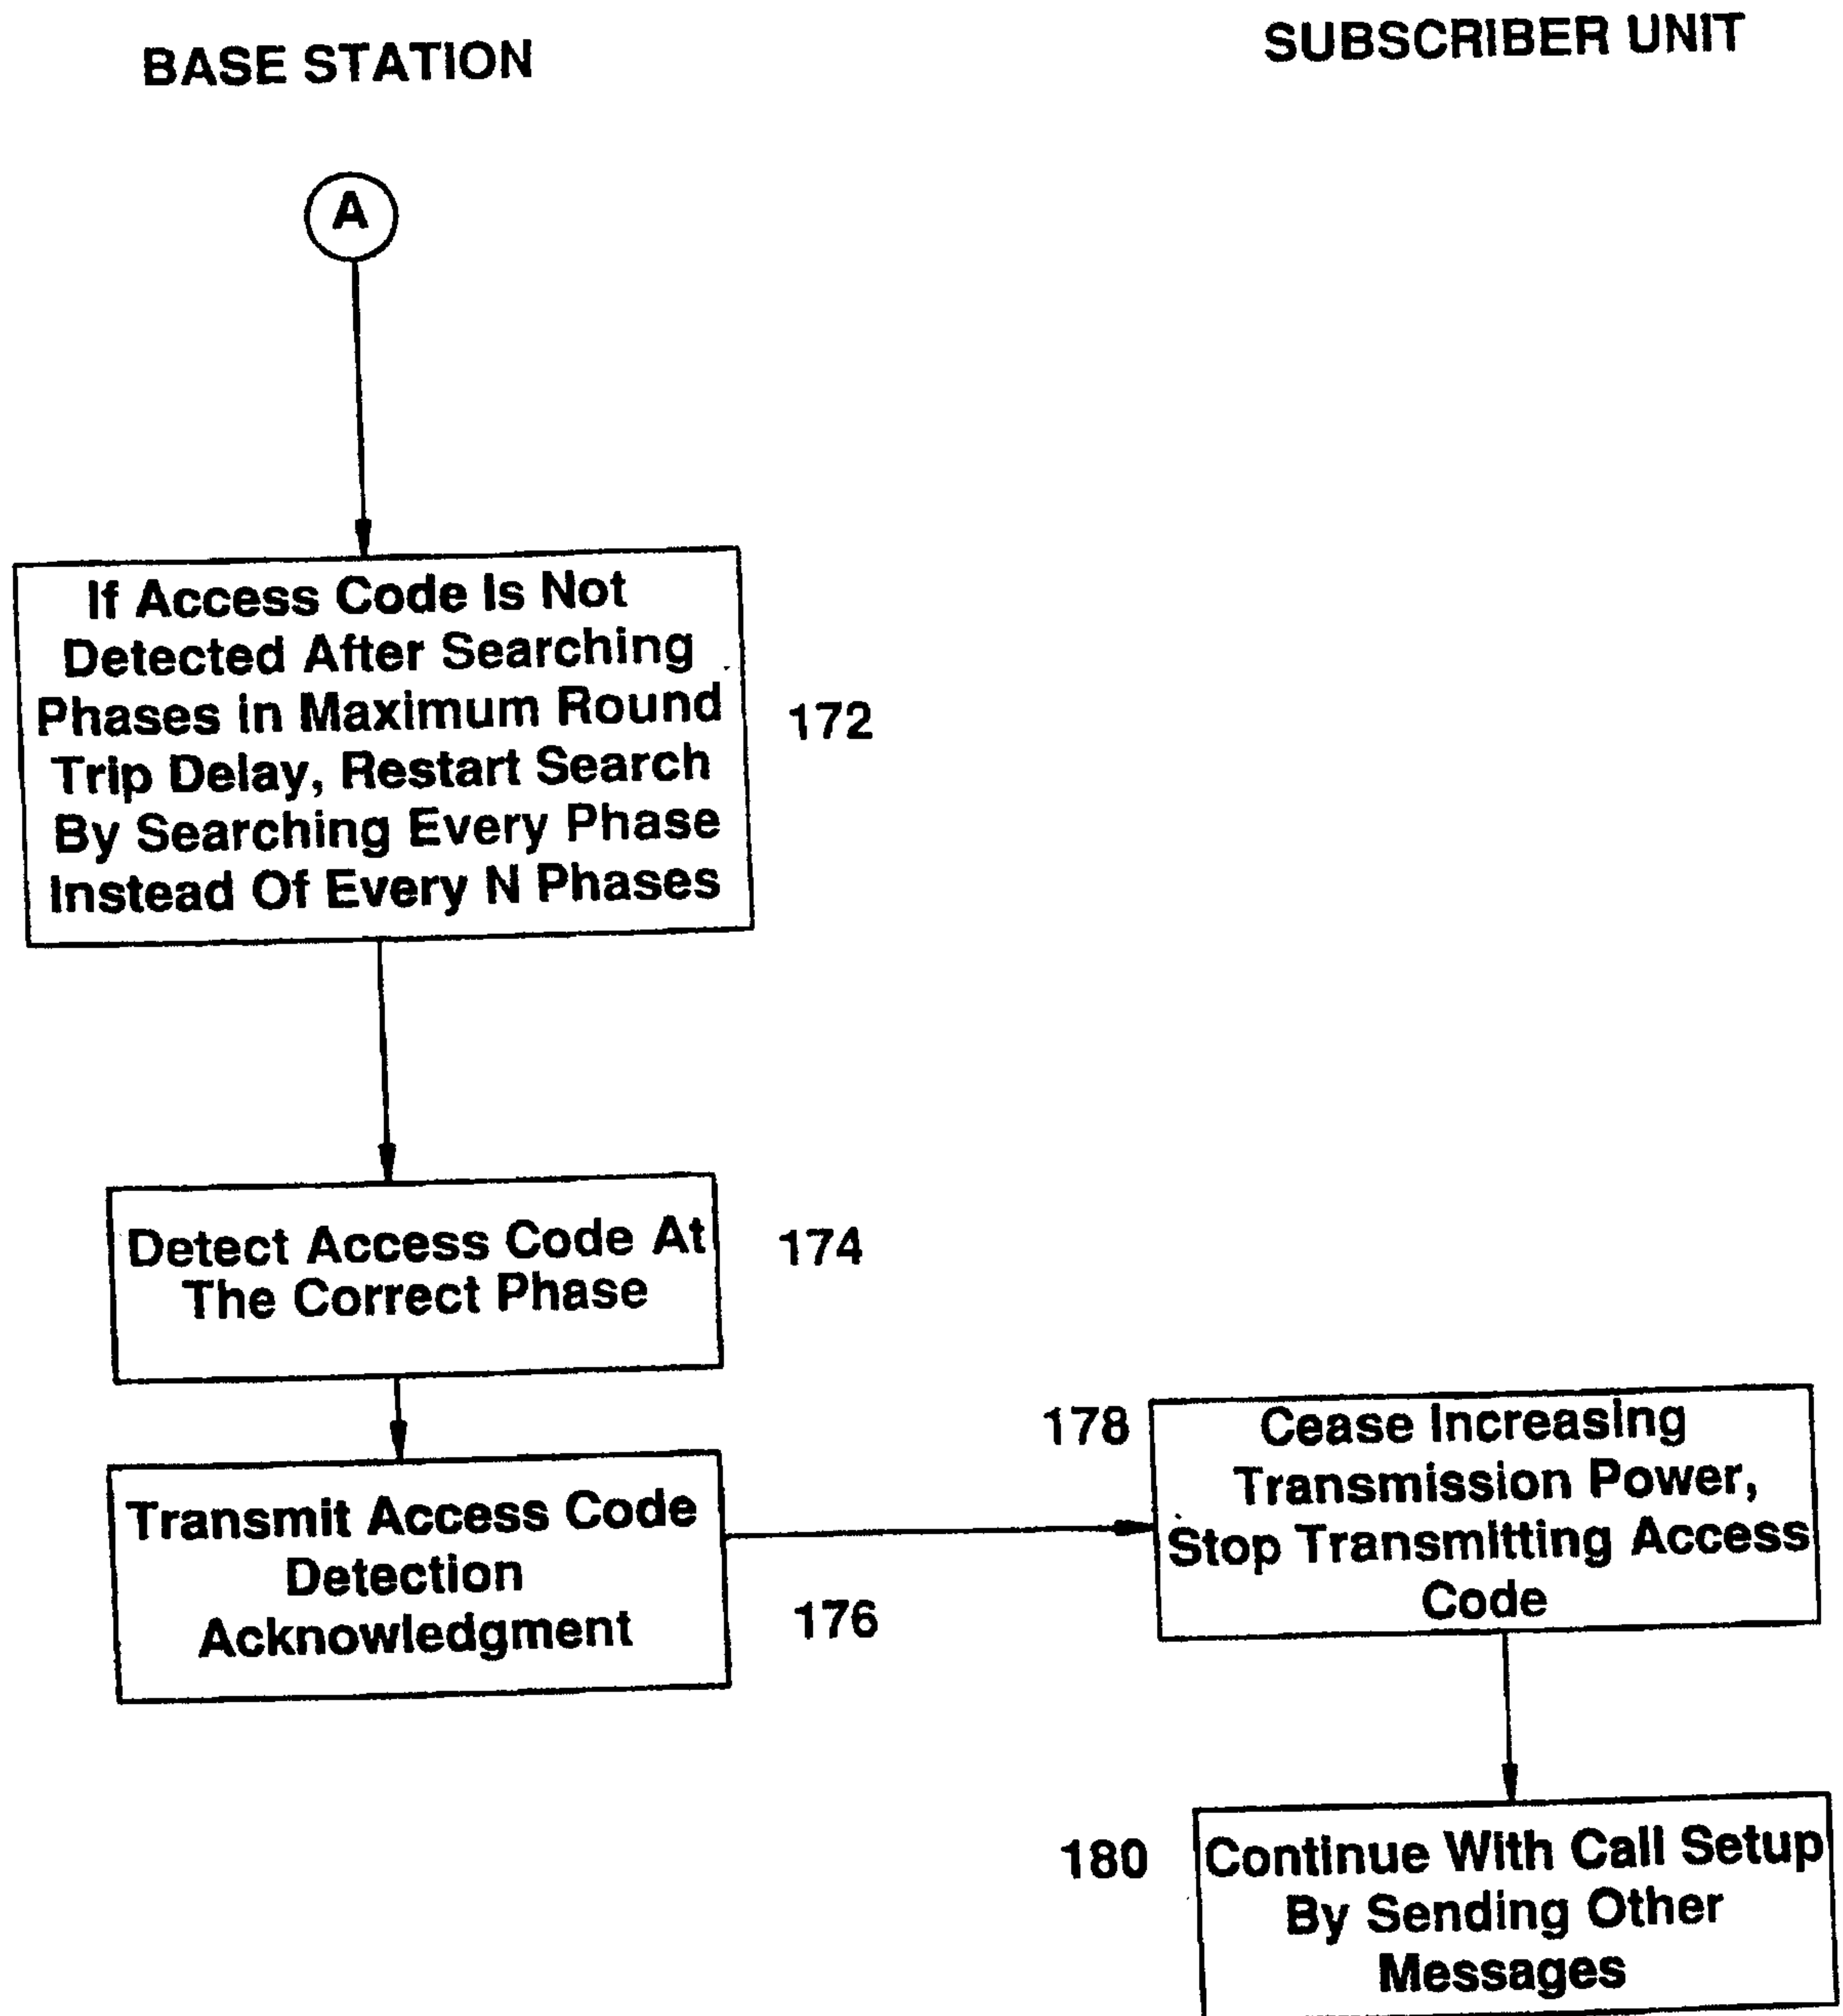 BASE STATION
SUBSCRIBER UNIT
A
If Access Code Is Not
Detected After Searching
Phases in Maximum Round
Trip Delay, Restart Search
By Searching Every Phase
Instead Of Every N Phases
172
Detect Access Code At
The Correct Phase
174
Transmit Access Code
Detection
Acknowledgment
176
178
Cease Increasing
Transmission Power,
Stop Transmitting Access
Code
180
Continue With Call Setup
By Sending Other
Messages